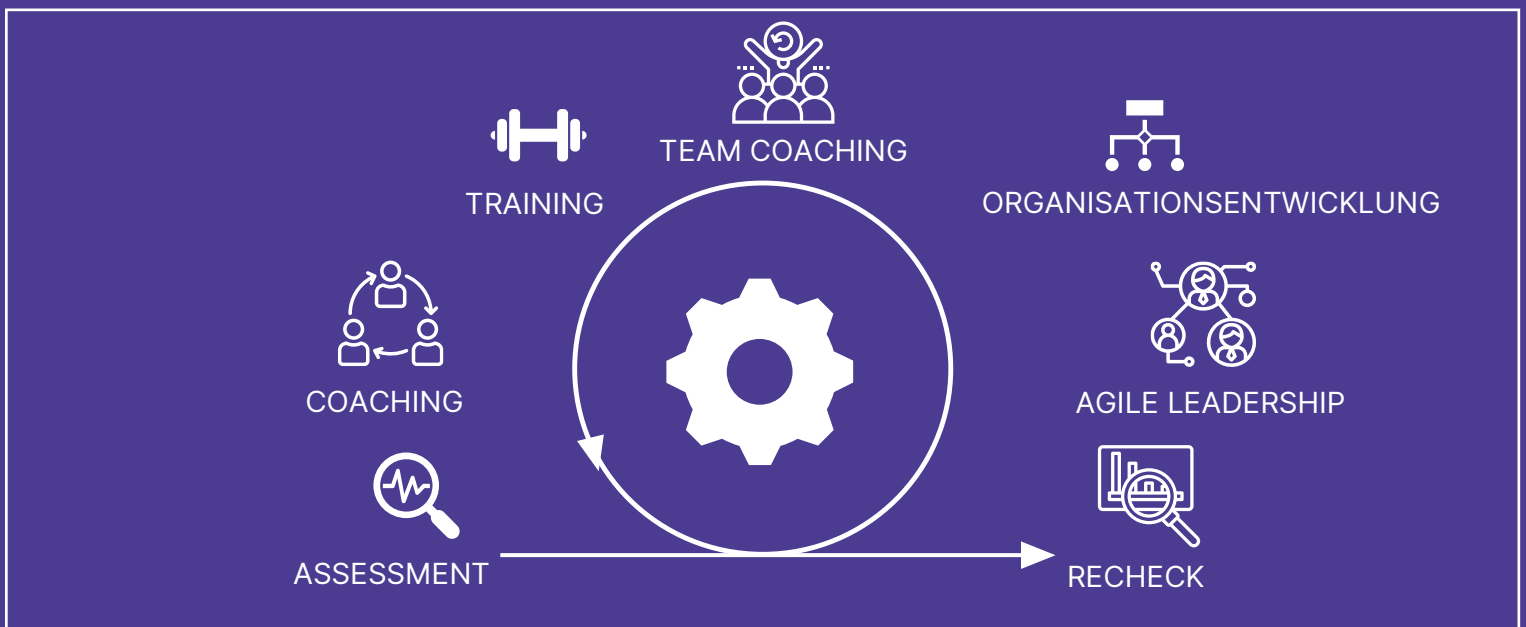 TEAM COACHING
TRAINING
ORGANISATIONSENTWICKLUNG
COACHING
AGILE LEADERSHIP
ASSESSMENT
RECHECK